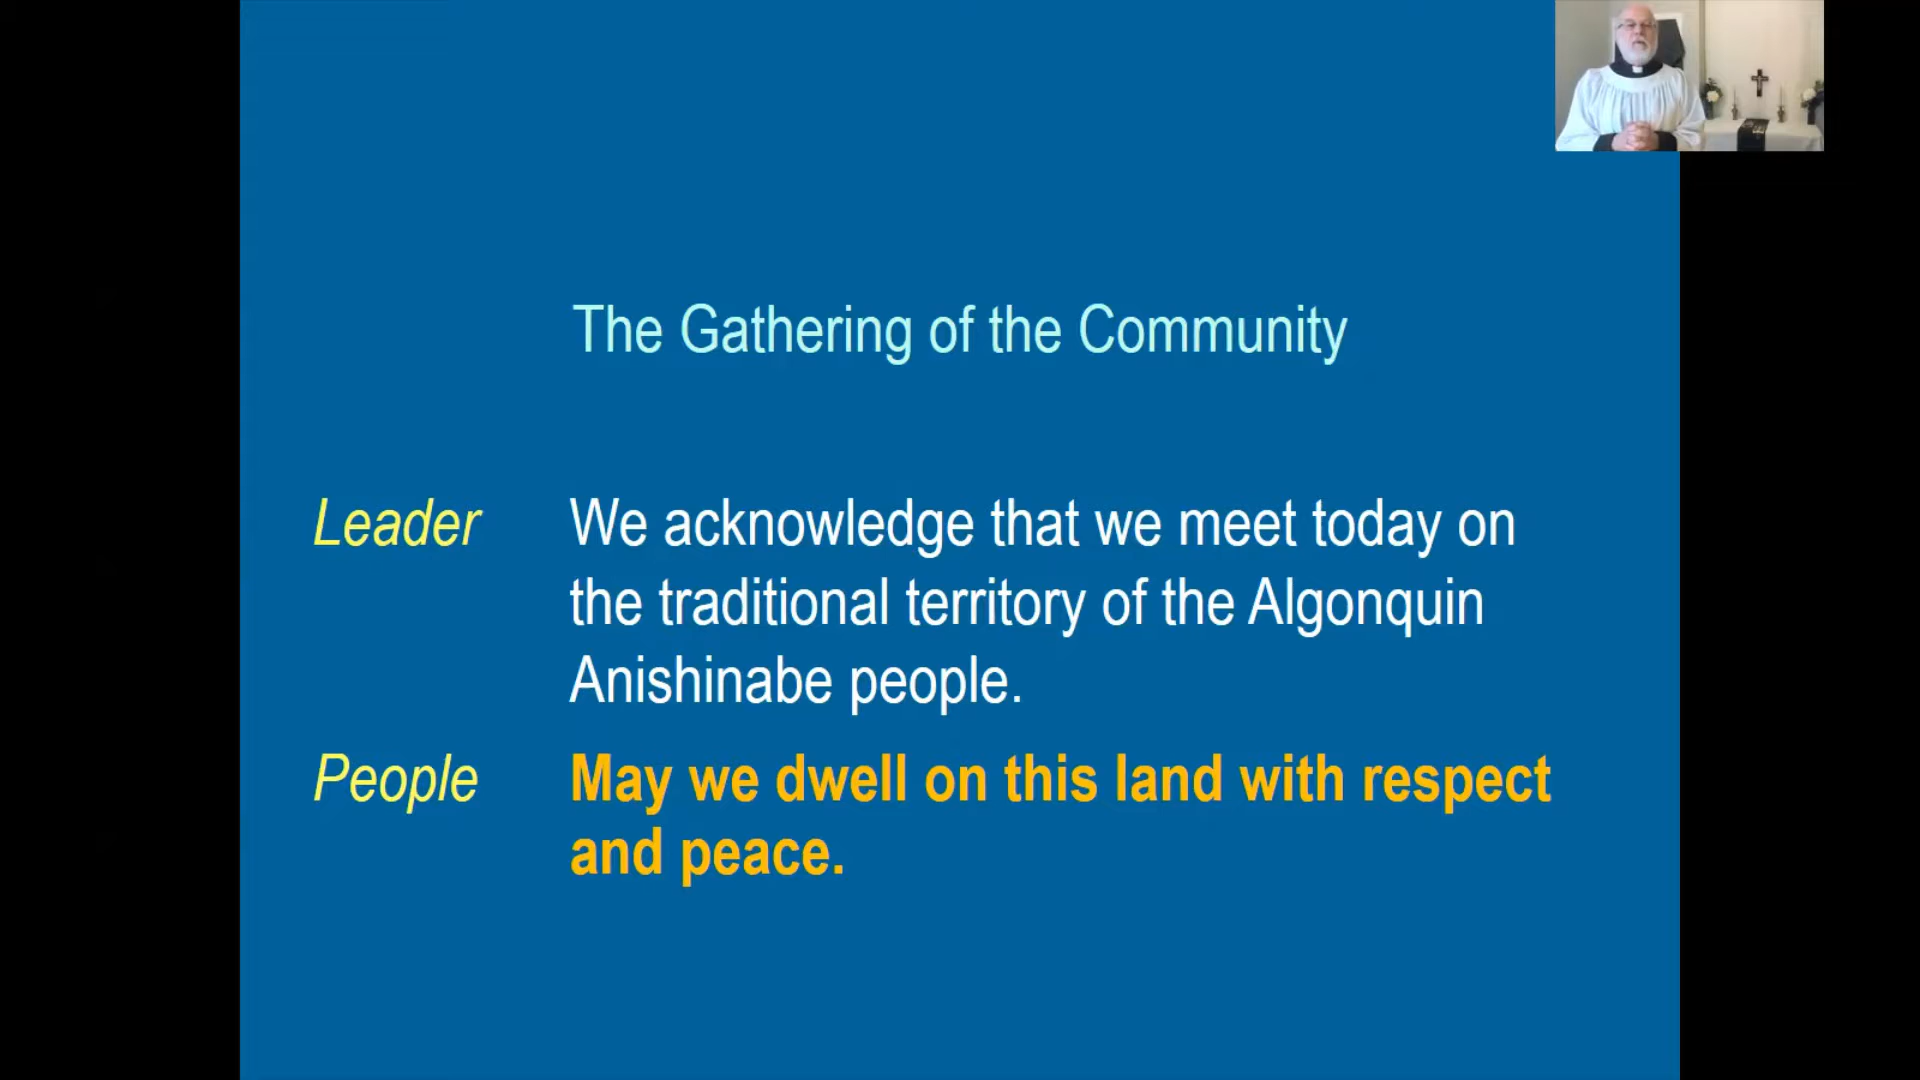 The Gathering of the Community
Leader We acknowledge that we meet today on
the traditional territory of the Algonquin
Anishinabe people.
People May we dwell on this land with respect
and peace.